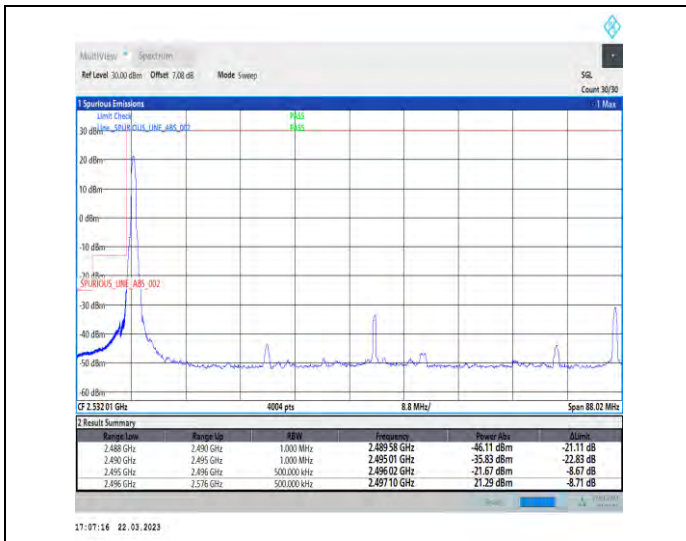 MultiView Spectrum
Ref Level 30.00 dBm Offset 7.08 dB Mode Sweep SGL
Count 30/30
1 Spurious Emissions 1 Max
Limit Check PASS
Line _SPURIOUS_LINE_ABS_002 PASS
30 dBm
20 dBm
10 dBm
0 dBm
-10 dBm
-20 dBm
SPURIOUS_LINE_ABS_002
-30 dBm
-40 dBm
-50 dBm
-60 dBm
CF 2.532 01 GHz 4004 pts 8.8 MHz/ Span 88.02 MHz
2 Result Summary
Range Low Range Up RBW Frequency Power Abs ΔLimit
2.488 GHz 2.490 GHz 1.000 MHz 2.489 58 GHz -46.11 dBm -21.11 dB
2.490 GHz 2.495 GHz 1.000 MHz 2.495 01 GHz -35.83 dBm -22.83 dB
2.495 GHz 2.496 GHz 500.000 kHz 2.496 02 GHz -21.67 dBm -8.67 dB
2.496 GHz 2.576 GHz 500.000 kHz 2.497 10 GHz 21.29 dBm -8.71 dB
17:07:16 22.03.2023